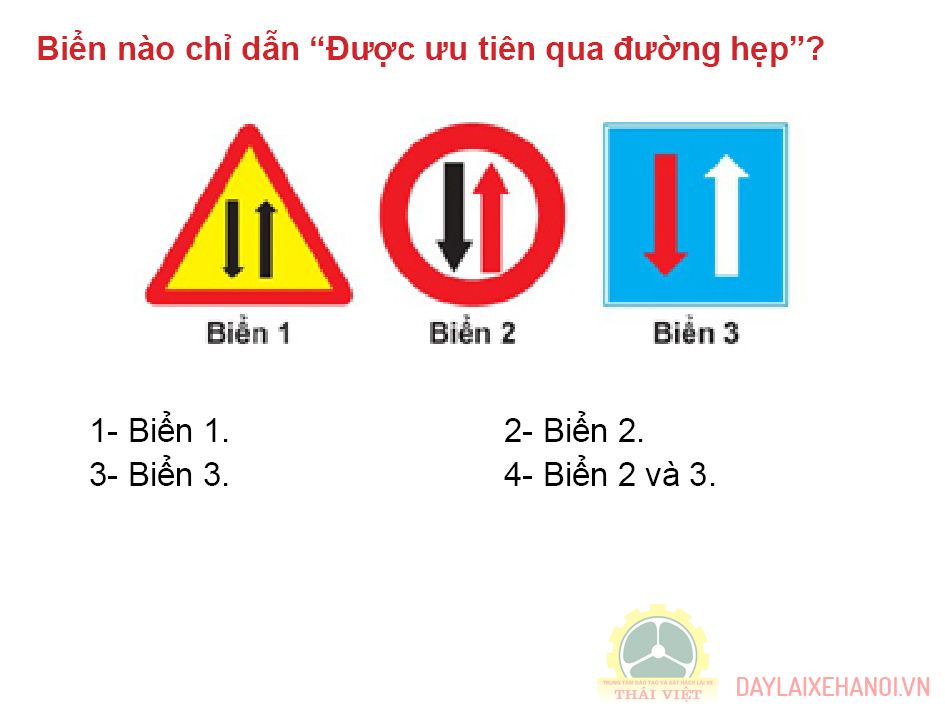 Biển nào chỉ dẫn “Được ưu tiên qua đường hẹp”?
Biển 1 Biển 2 Biển 3
1- Biển 1. 2- Biển 2.
3- Biển 3. 4- Biển 2 và 3.
TRUNG TÂM ĐÀO TẠO VÀ SÁT HẠCH LÁI XE
THÁI VIỆT
DAYLAIXEHANOI.VN